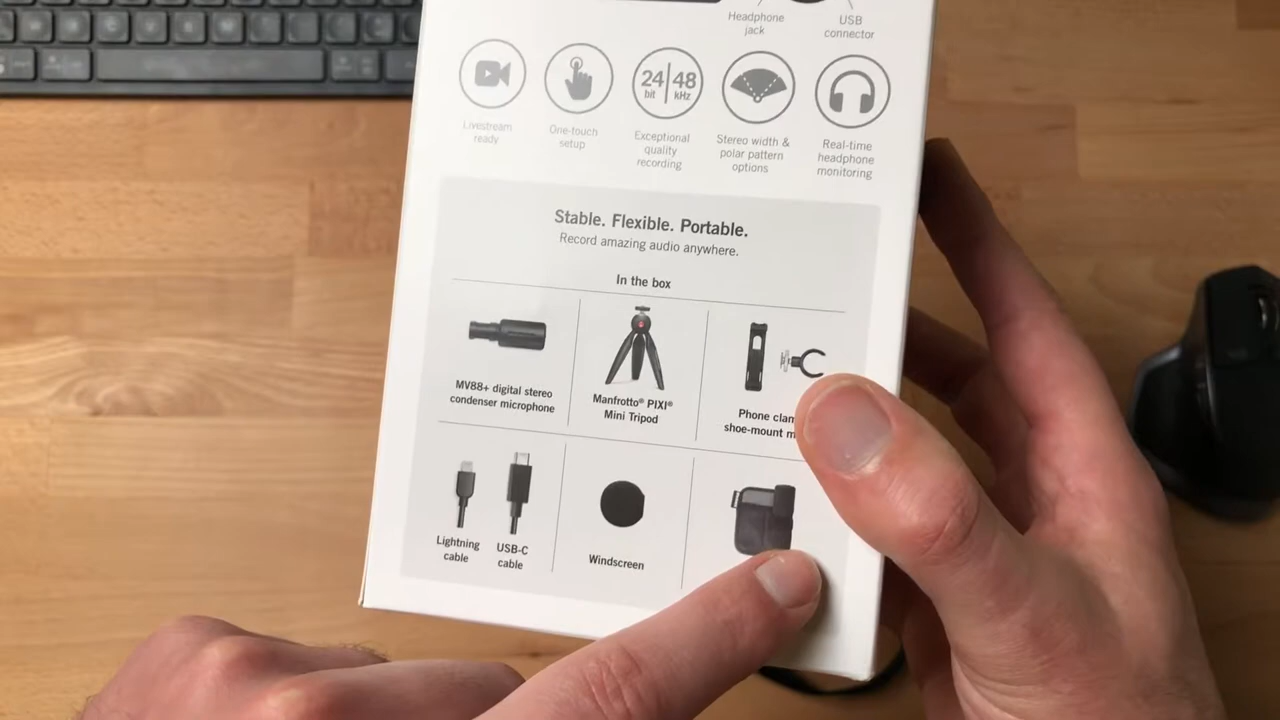 Headphone
jack
USB
connector
24 | 48
bit kHz
Livestream
ready
One-touch
setup
Exceptional
quality
recording
Stereo width &
polar pattern
options
Real-time
headphone
monitoring
Stable. Flexible. Portable.
Record amazing audio anywhere.
In the box
MV88+ digital stereo
condenser microphone
Manfrotto® PIXI®
Mini Tripod
Phone
shoe-mount
Lightning
cable
USB-C
cable
Windscreen